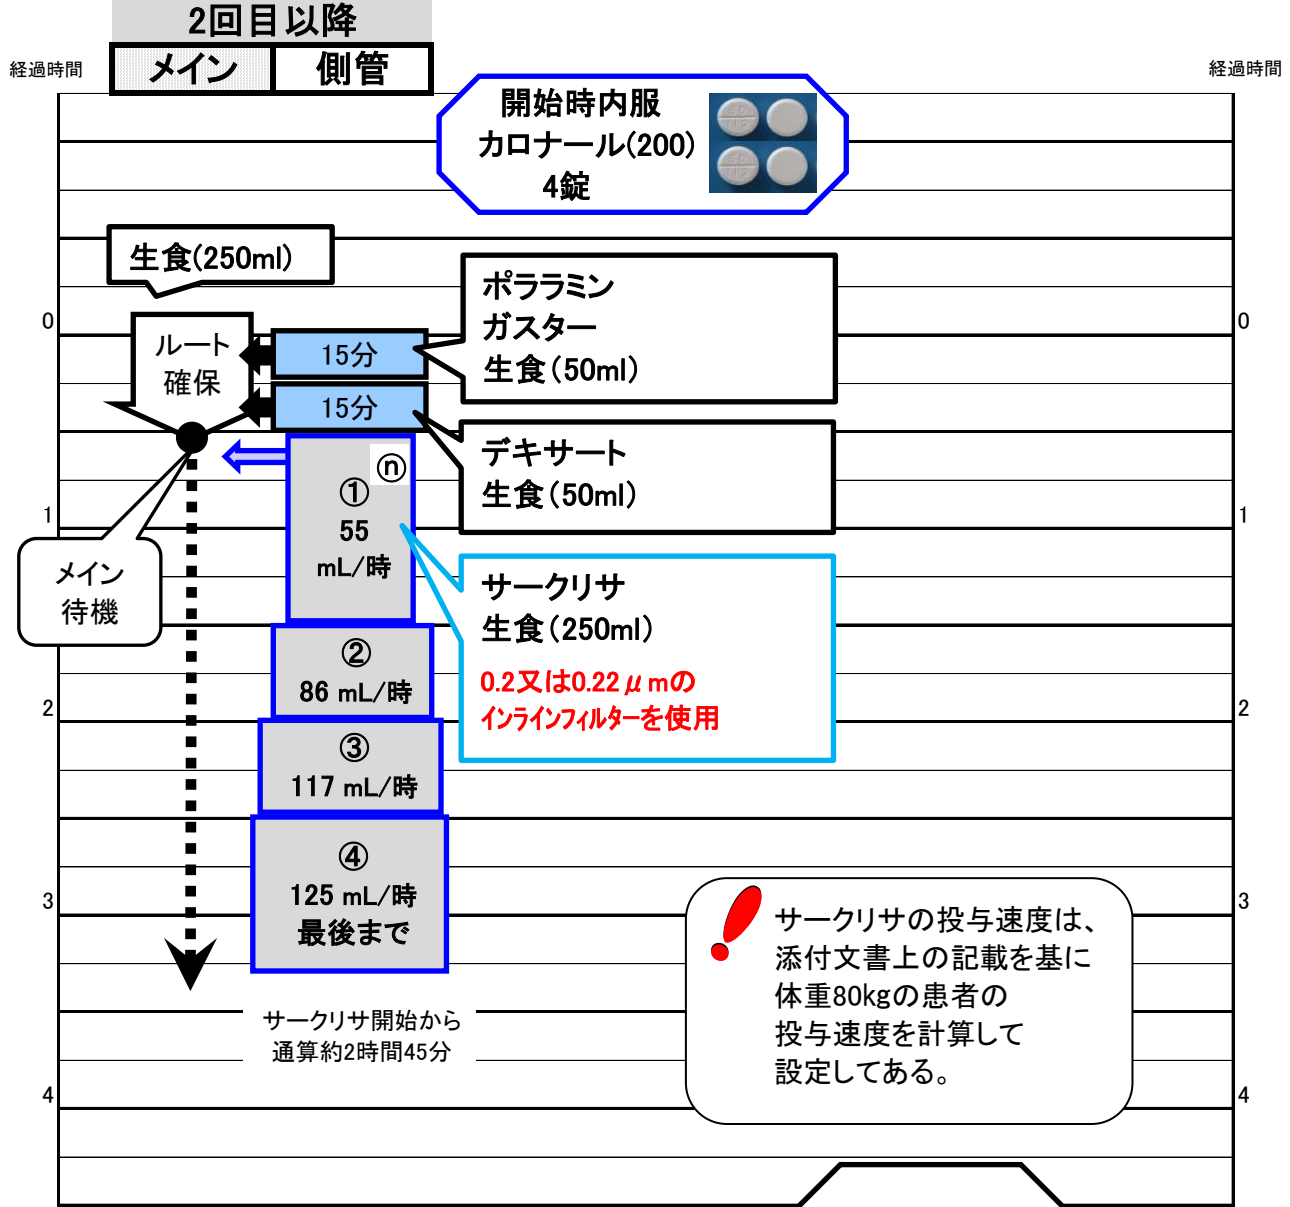 2回目以降
メイン
側管
経過時間
経過時間
開始時内服
カロナール(200)
4錠
生食(250ml)
ポララミン
ガスター
生食(50ml)
0
0
ルート
確保
15分
15分
デキサート
生食(50ml)
ⓝ
①
55
mL/時
1
1
メイン
待機
サークリサ
生食(250ml)
0.2又は0.22μmの
インラインフィルターを使用
②
86 mL/時
2
2
③
117 mL/時
④
125 mL/時
最後まで
3
3
サークリサの投与速度は、
添付文書上の記載を基に
体重80kgの患者の
投与速度を計算して
設定してある。
サークリサ開始から
通算約2時間45分
4
4